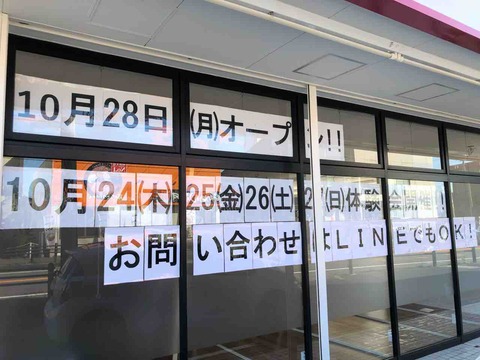 10月28日(月)オープン!!
10月24(木)25(金)26(土)27(日)体験会開催!
お問い合わせはLINEでもOK!